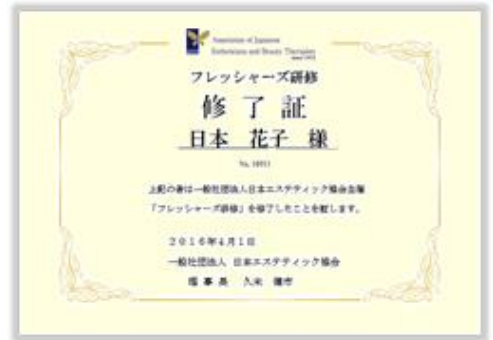 Association of Japanese
Estheticians and Beauty Therapies
フレッシャーズ研修
修了証
日本 花子 様
上記の者は一般社団法人日本エステティック協会主催
「フレッシャーズ研修」を修了したことを証します。
2016年4月1日
一般社団法人 日本エステティック協会
理事長 久米 健市